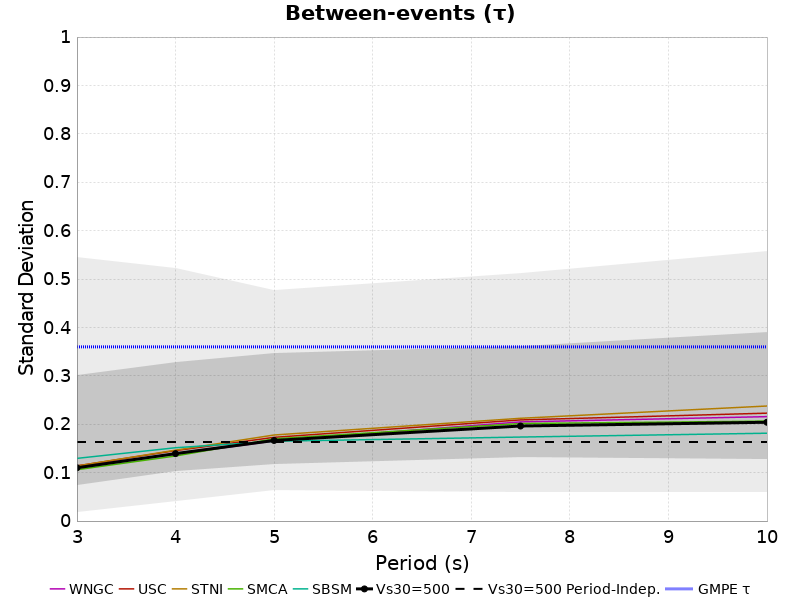 Between-events (τ)
Standard Deviation
1
0.9
0.8
0.7
0.6
0.5
0.4
0.3
0.2
0.1
0
3 4 5 6 7 8 9 10
Period (s)
WNGC USC STNI SMCA SBSM Vs30=500 Vs30=500 Period-Indep. GMPE τ